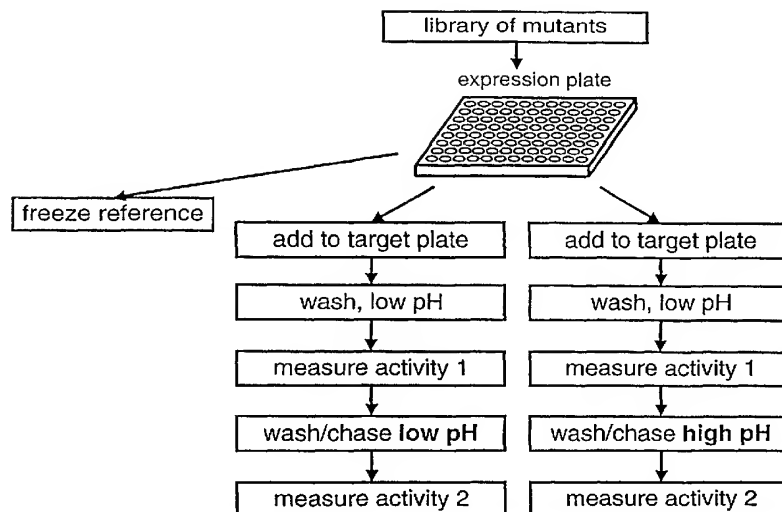 library of mutants
expression plate
freeze reference
add to target plate
add to target plate
wash, low pH
wash, low pH
measure activity 1
measure activity 1
wash/chase low pH
wash/chase high pH
measure activity 2
measure activity 2